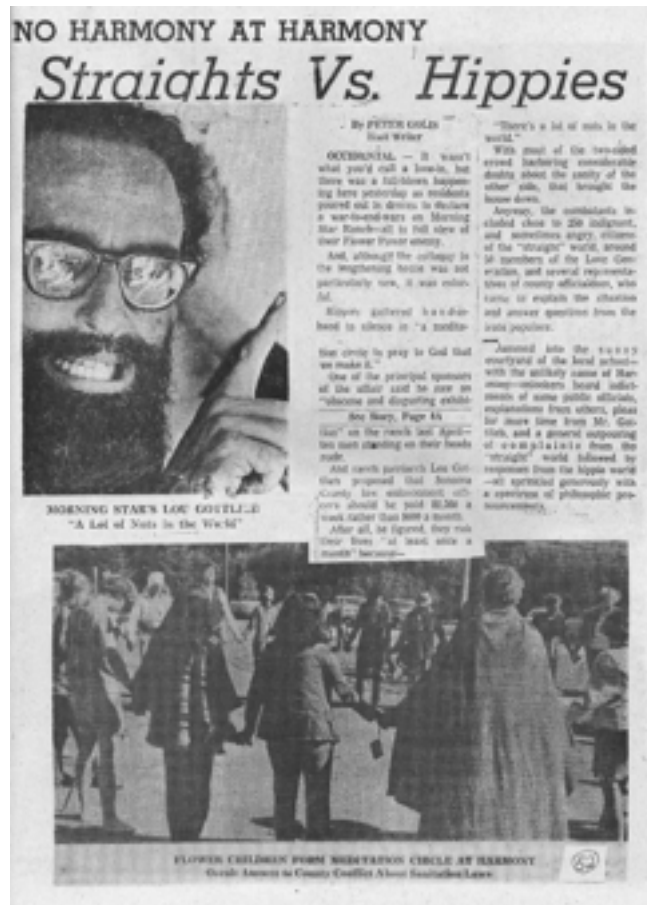 NO HARMONY AT HARMONY
Straights Vs. Hippies
By PETER GOLIS
Staff Writer
OCCIDENTAL — It wasn't
what you'd call a love-in, but
there was a full-blown happen-
ing here yesterday as residents
poured out in droves to declare
a war-to-end-wars on Morning
Star Ranch—all in full view of
their Flower Power enemy.
And, although the colloquy in
the lengthening haze was not
particularly new, it was color-
ful.
Hippies gathered hand-in-
hand in silence in "a medita-
tion circle to pray to God that
we make it."
One of the principal sponsors
of the affair said he saw an
"obscene and disgusting exhibi-
See Story, Page 4A
tion" on the ranch last April—
ten men standing on their heads
nude.
And ranch patriarch Lou Got-
tlieb proposed that Sonoma
County law enforcement offi-
cers should be paid
week rather than $600 a month.
After all, he figured, they risk
their lives "at least once a
month" because—
"There's a lot of nuts in the
world."
With most of the two-sided
crowd harboring considerable
doubts about the sanity of the
other side, that brought the
house down.
Anyway, the combatants in-
cluded close to 250 indignant,
and sometimes angry, citizens
of the "straight" world, around
50 members of the Love Gen-
eration, and several representa-
tives of county officialdom, who
came to explain the situation
and answer questions from the
irate populace.
Jammed into the sunny
courtyard of the local school—
with the unlikely name of Har-
mony—onlookers heard indict-
ments of some public officials,
explanations from others, pleas
for more time from Mr. Got-
tlieb, and a general outpouring
of complaints from the
"straight" world followed by
responses from the hippie world
—all sprinkled generously with
a spectrum of philosophic pro-
nouncements.
MORNING STAR'S LOU GOTTLIEB
"A Lot of Nuts in the World"
FLOWER CHILDREN FORM MEDITATION CIRCLE AT HARMONY
Occult Answer to County Conflict About Sanitation Laws